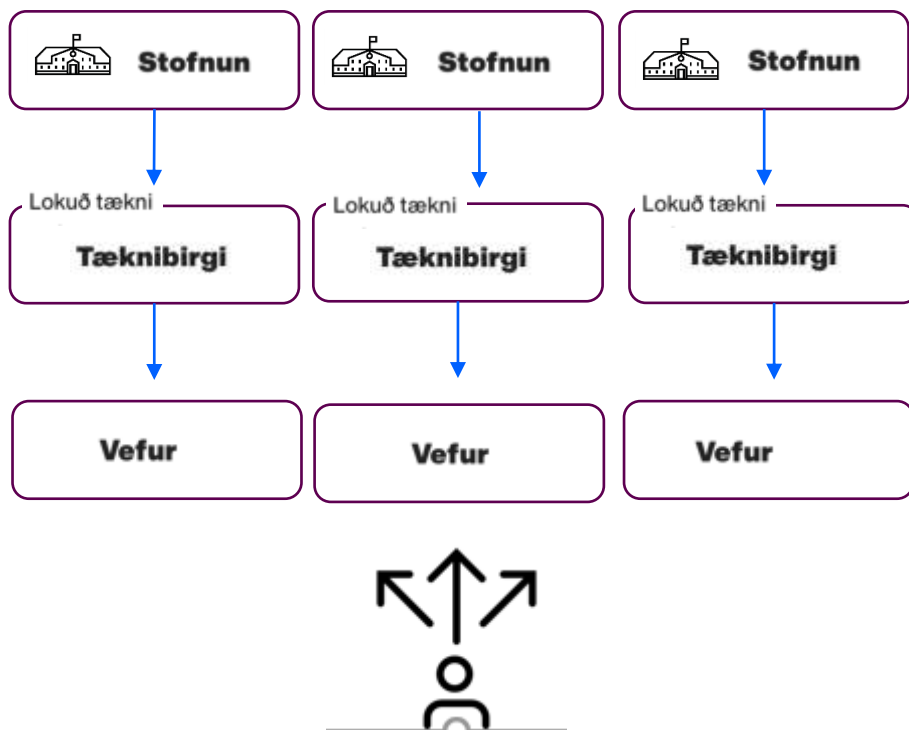 Stofnun
Stofnun
Stofnun
Lokuð tækni
Lokuð tækni
Lokuð tækni
Tæknibirgi
Tæknibirgi
Tæknibirgi
Vefur
Vefur
Vefur